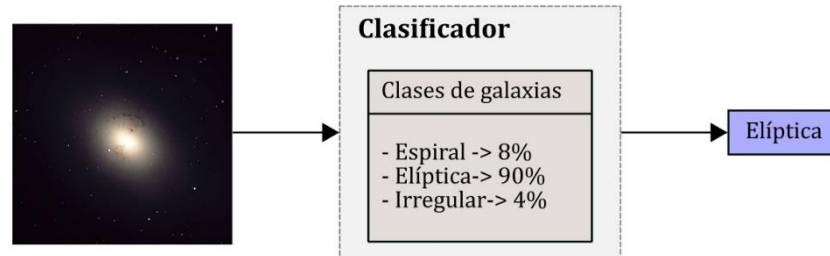 Clasificador
Clases de galaxias
- Espiral -> 8%
- Elíptica-> 90%
- Irregular-> 4%
Elíptica